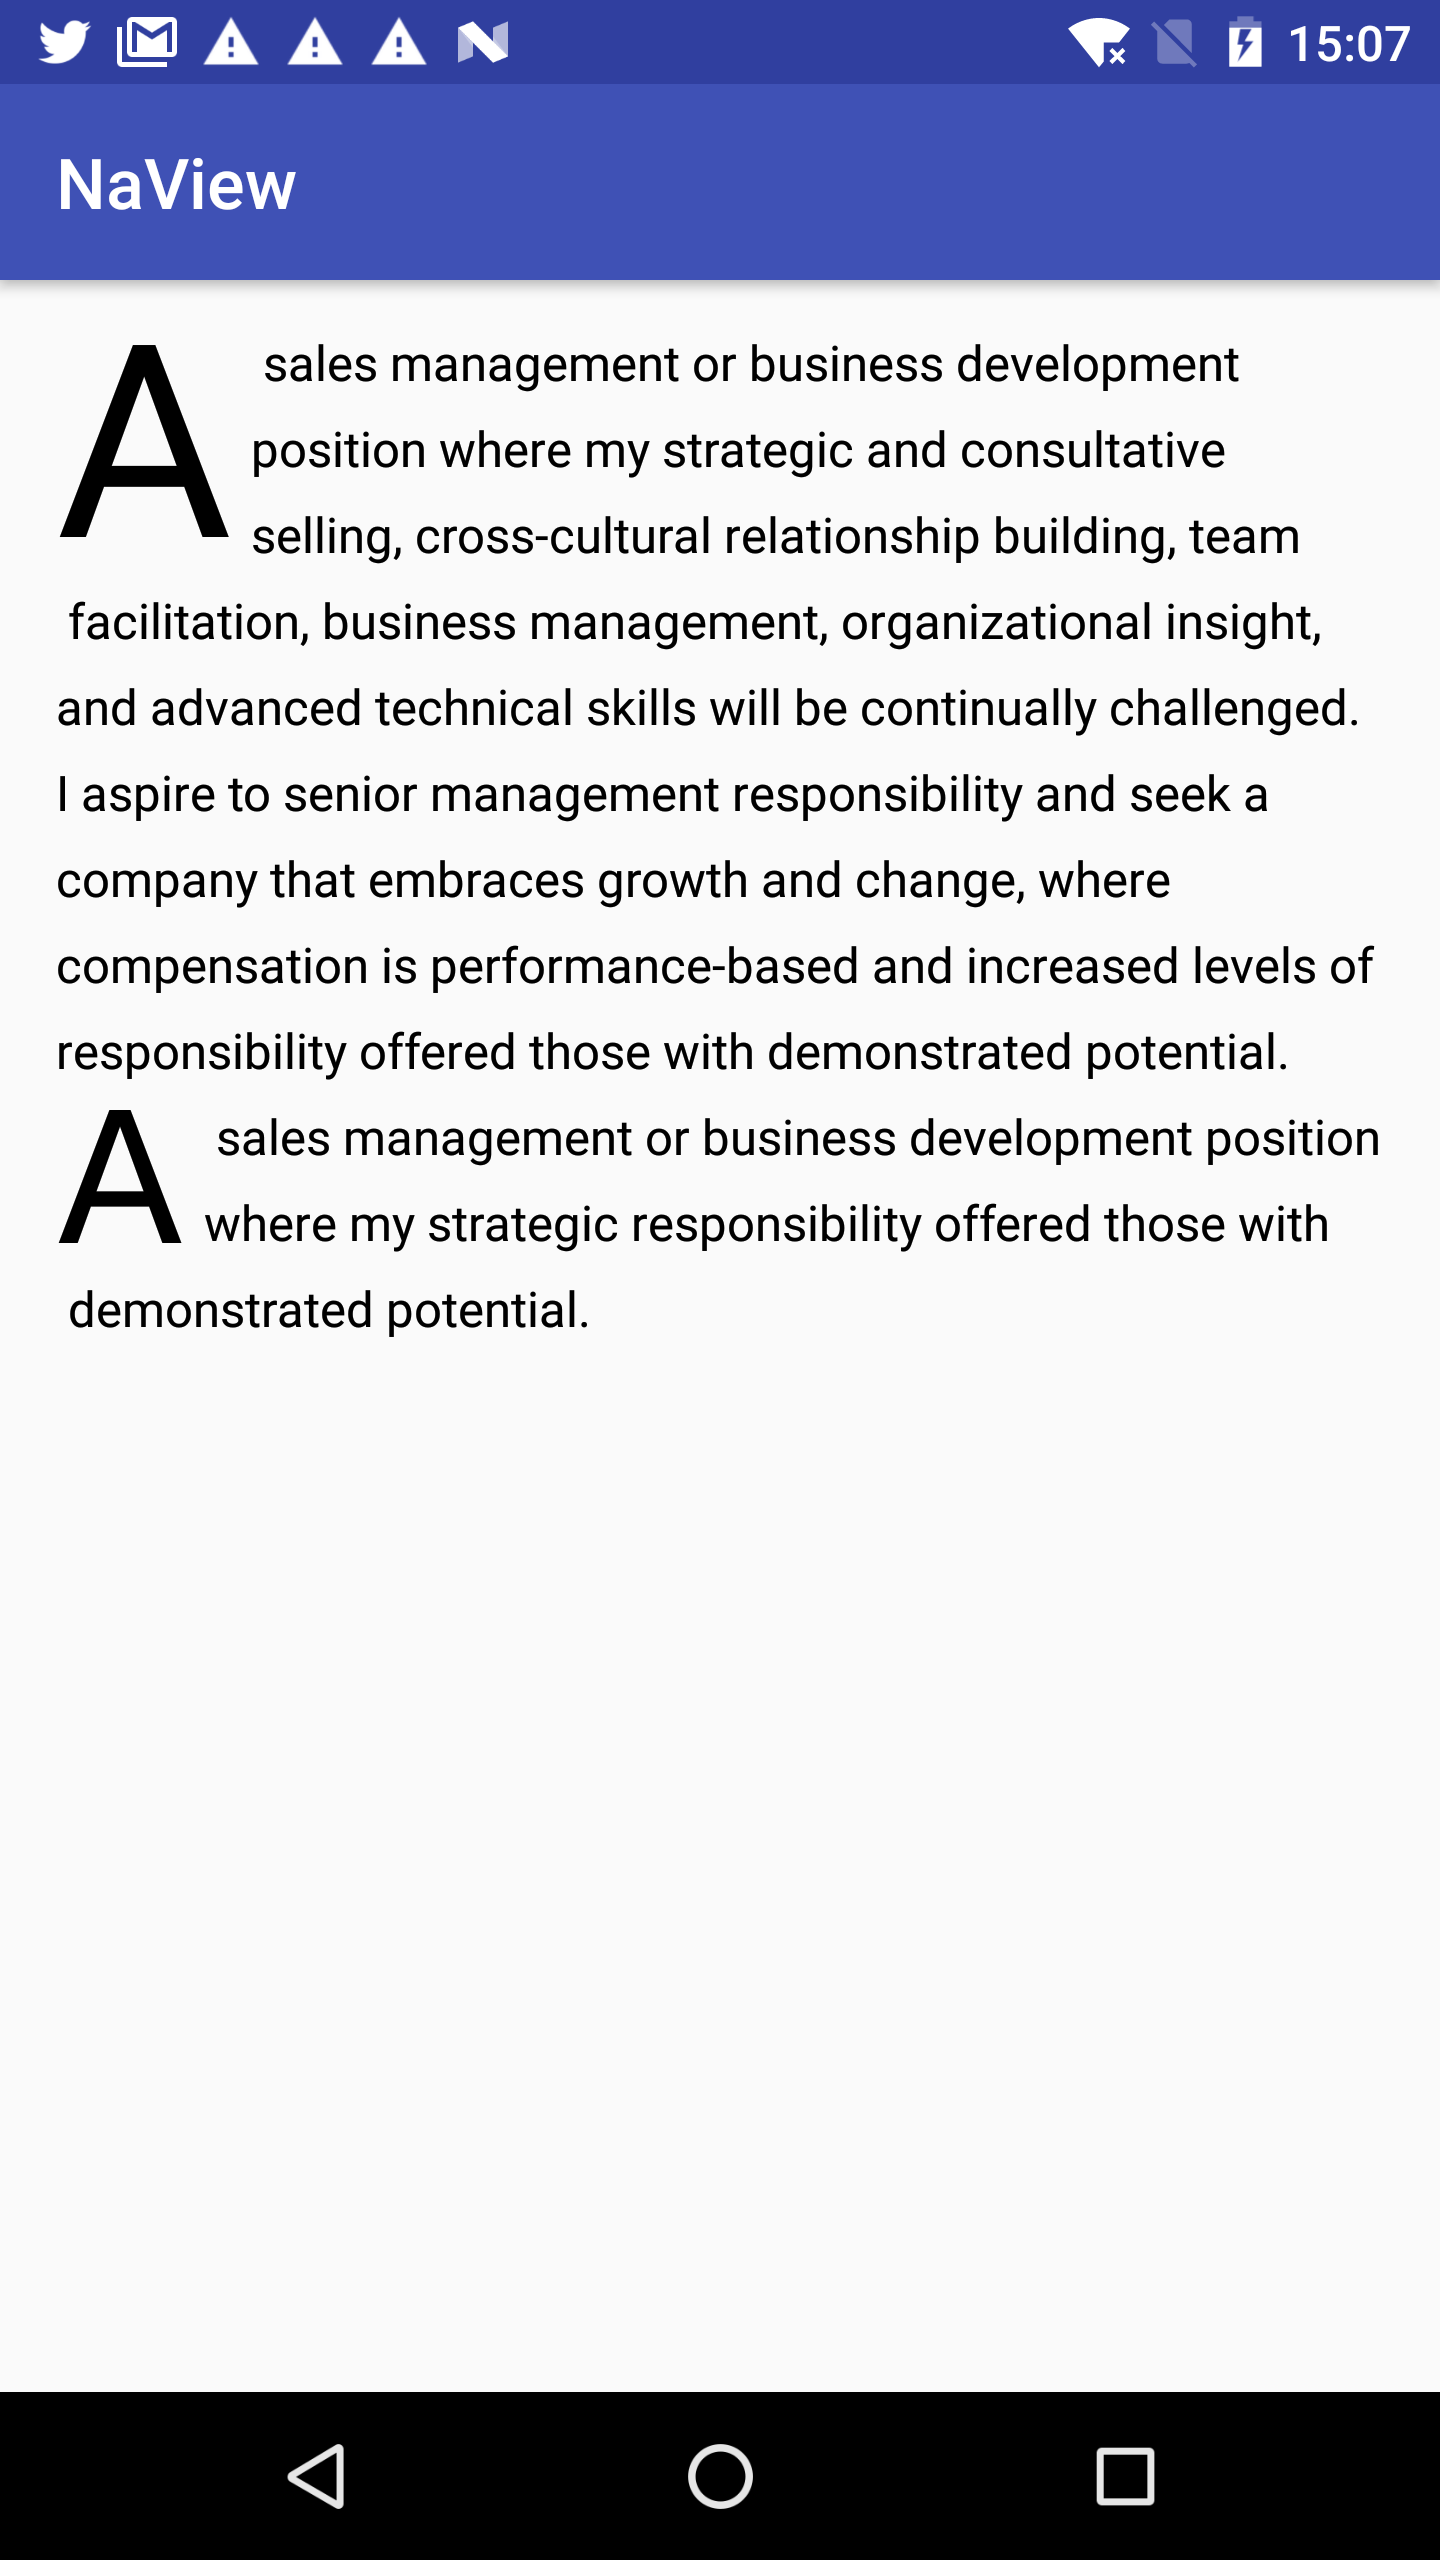 15:07
NaView
A sales management or business development
position where my strategic and consultative
selling, cross-cultural relationship building, team
facilitation, business management, organizational insight,
and advanced technical skills will be continually challenged.
I aspire to senior management responsibility and seek a
company that embraces growth and change, where
compensation is performance-based and increased levels of
responsibility offered those with demonstrated potential.
A sales management or business development position
where my strategic responsibility offered those with
demonstrated potential.